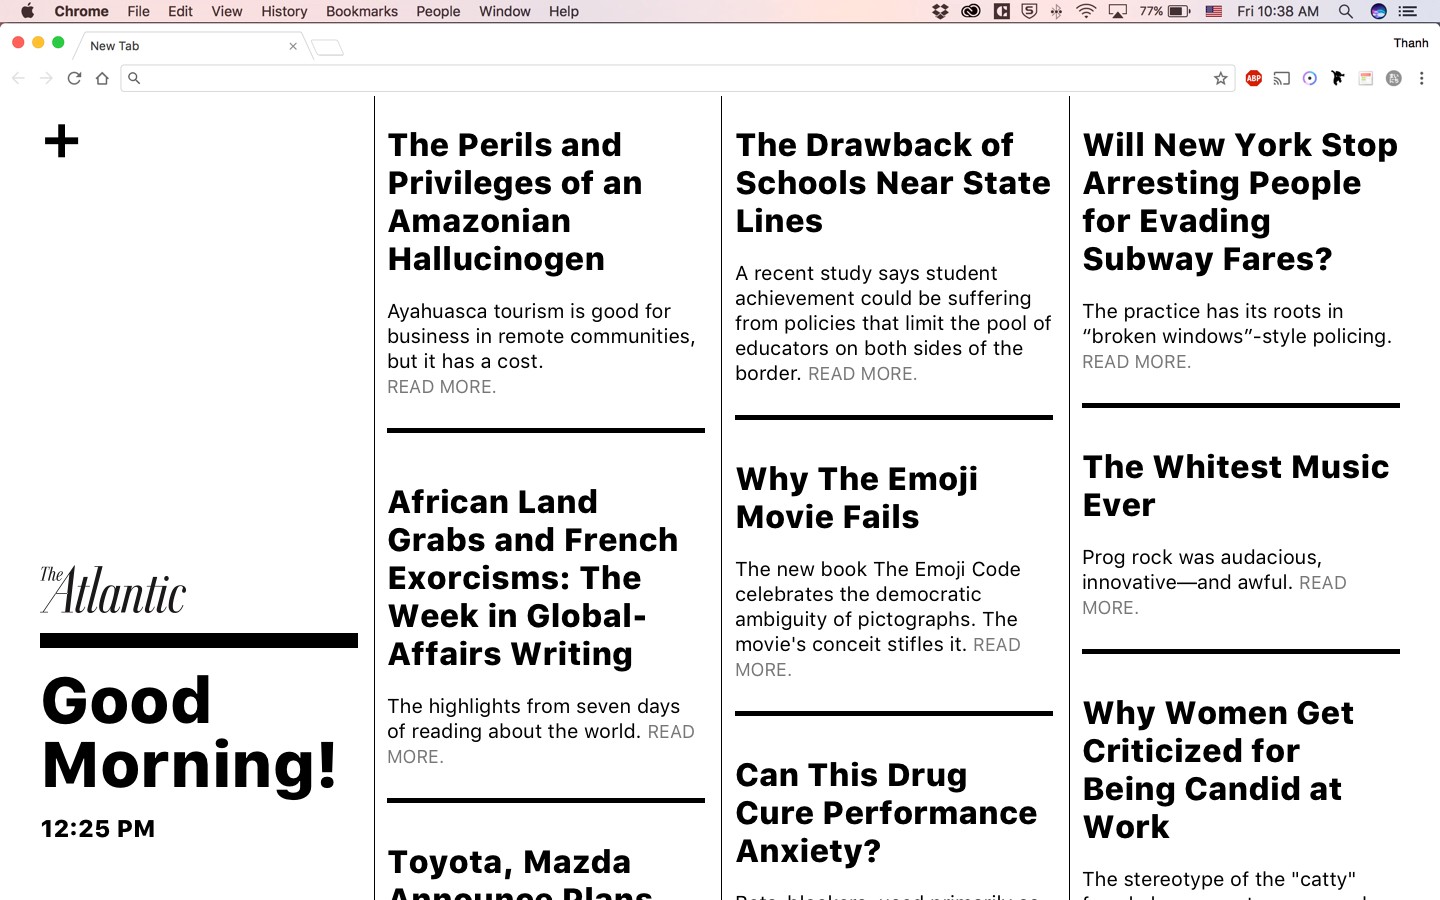 Chrome File Edit View History Bookmarks People Window Help 77% Fri 10:38 AM
New Tab
Thanh
ABP
The Atlantic
Good
Morning!
12:25 PM
The Perils and
Privileges of an
Amazonian
Hallucinogen
Ayahuasca tourism is good for
business in remote communities,
but it has a cost.
READ MORE.
African Land
Grabs and French
Exorcisms: The
Week in Global-
Affairs Writing
The highlights from seven days
of reading about the world. READ
MORE.
Toyota, Mazda
Announce Plans
The Drawback of
Schools Near State
Lines
A recent study says student
achievement could be suffering
from policies that limit the pool of
educators on both sides of the
border. READ MORE.
Why The Emoji
Movie Fails
The new book The Emoji Code
celebrates the democratic
ambiguity of pictographs. The
movie's conceit stifles it. READ
MORE.
Can This Drug
Cure Performance
Anxiety?
Will New York Stop
Arresting People
for Evading
Subway Fares?
The practice has its roots in
“broken windows”-style policing.
READ MORE.
The Whitest Music
Ever
Prog rock was audacious,
innovative—and awful. READ
MORE.
Why Women Get
Criticized for
Being Candid at
Work
The stereotype of the "catty"